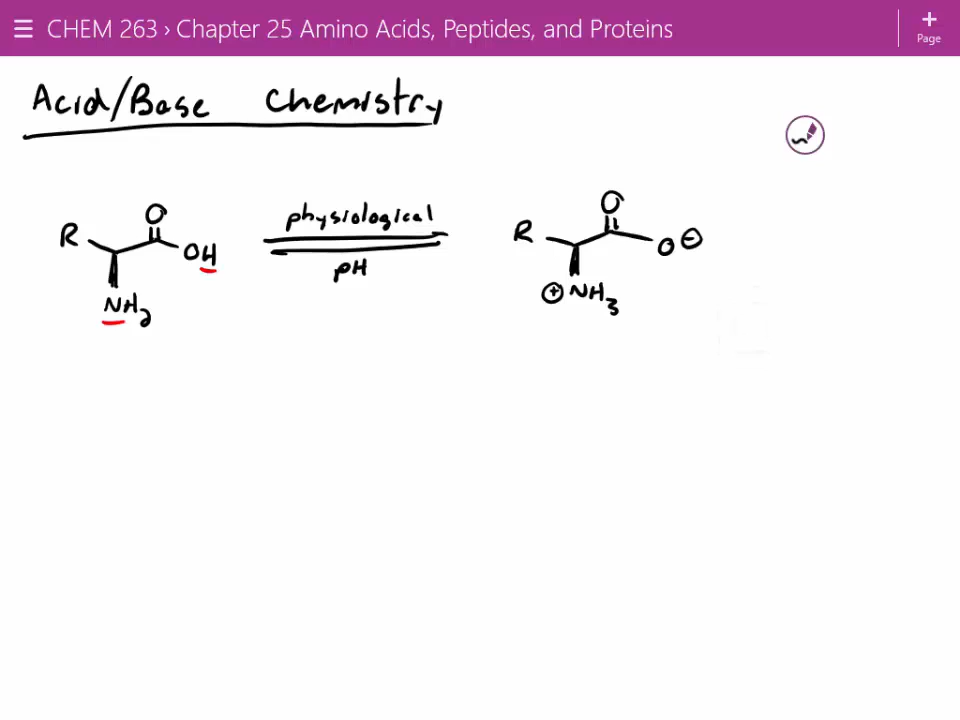 ☰ CHEM 263 › Chapter 25 Amino Acids, Peptides, and Proteins
+
Page
Acid/Base Chemistry
O
R
OH
NH2
physiological
pH
O
R
O ⊖
⊕ NH3